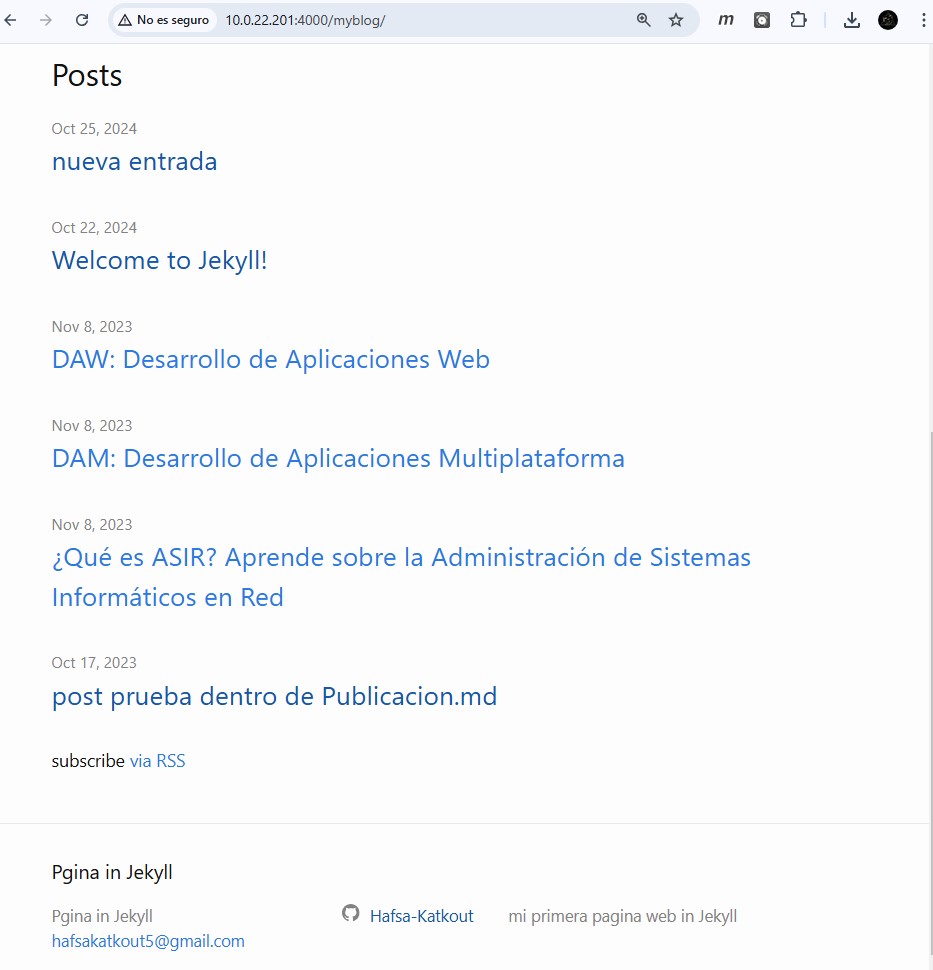 No es seguro 10.0.22.201:4000/myblog/
m
Posts
Oct 25, 2024
nueva entrada
Oct 22, 2024
Welcome to Jekyll!
Nov 8, 2023
DAW: Desarrollo de Aplicaciones Web
Nov 8, 2023
DAM: Desarrollo de Aplicaciones Multiplataforma
Nov 8, 2023
¿Qué es ASIR? Aprende sobre la Administración de Sistemas
Informáticos en Red
Oct 17, 2023
post prueba dentro de Publicacion.md
subscribe via RSS
Pgina in Jekyll
Pgina in Jekyll
hafsakatkout5@gmail.com
Hafsa-Katkout
mi primera pagina web in Jekyll